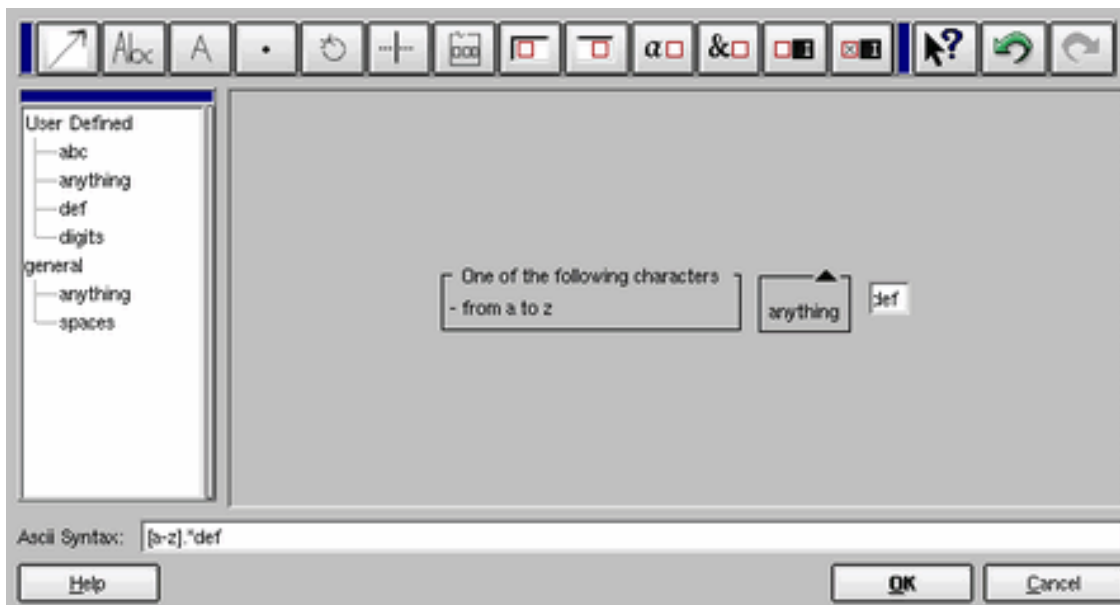 Abc A
a &
?
User Defined
abc
anything
def
digits
general
anything
spaces
One of the following characters
- from a to z
anything
def
Ascii Syntax: [a-z].*def
Help OK Cancel